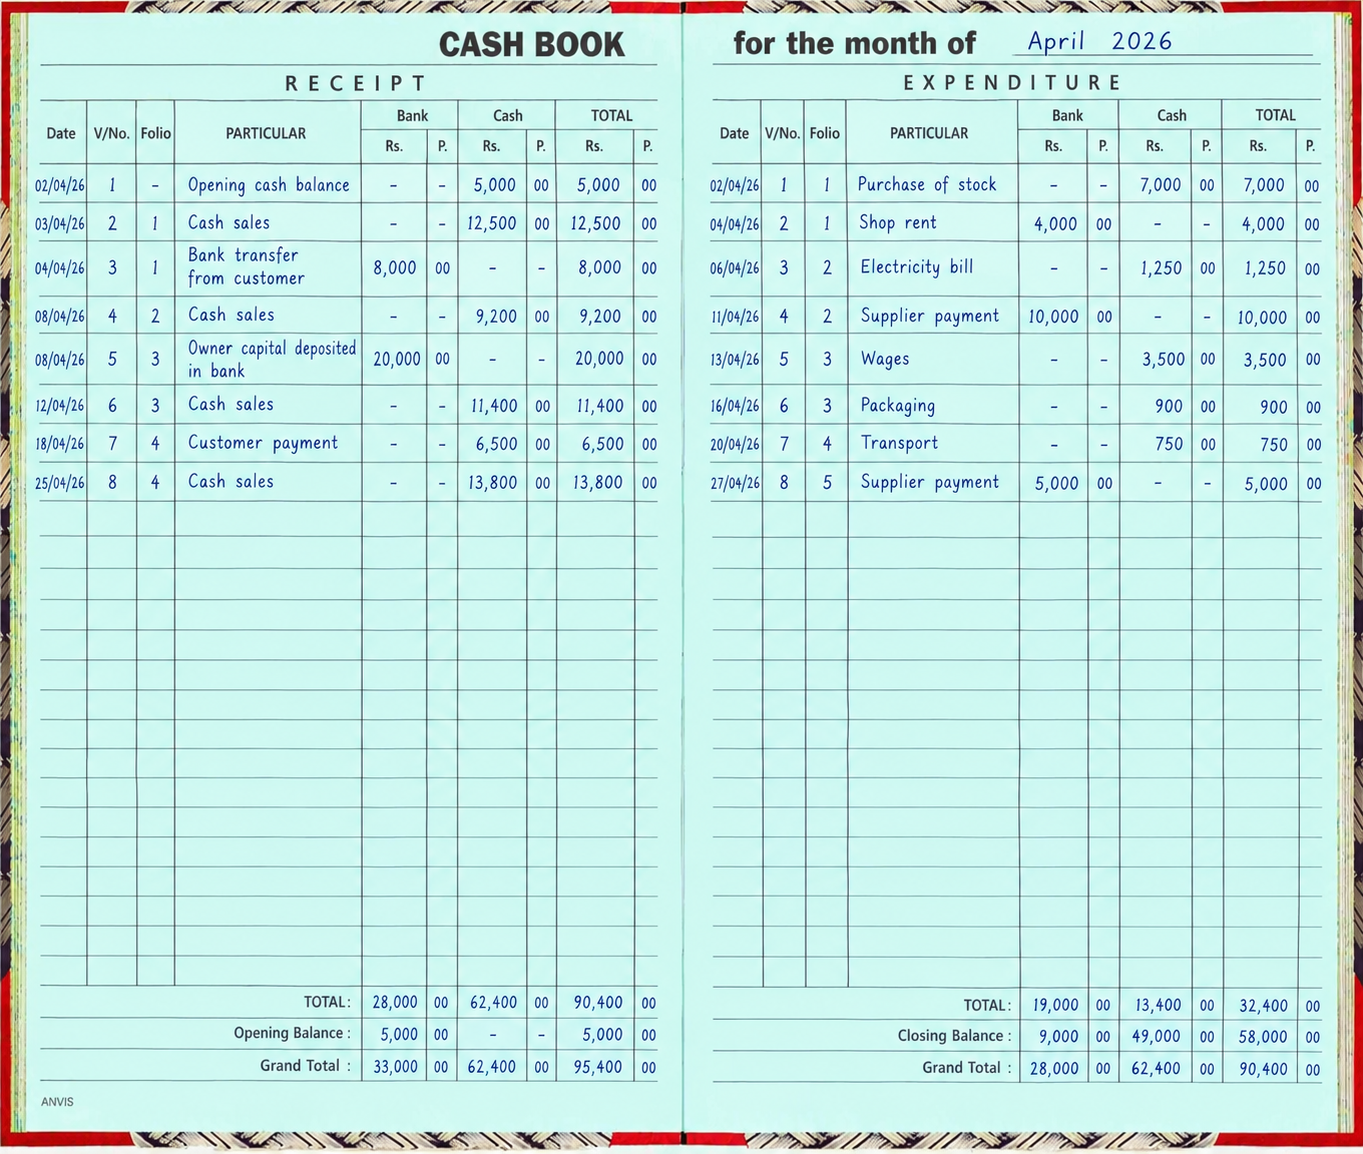 CASH BOOK for the month of April 2026
RECEIPT
Date V/No. Folio PARTICULAR Bank Cash TOTAL
Rs. P. Rs. P. Rs. P.
02/04/26 1 – Opening cash balance – – 5,000 00 5,000 00
03/04/26 2 1 Cash sales – – 12,500 00 12,500 00
04/04/26 3 1 Bank transfer
from customer 8,000 00 – – 8,000 00
08/04/26 4 2 Cash sales – – 9,200 00 9,200 00
08/04/26 5 3 Owner capital deposited
in bank 20,000 00 – – 20,000 00
12/04/26 6 3 Cash sales – – 11,400 00 11,400 00
18/04/26 7 4 Customer payment – – 6,500 00 6,500 00
25/04/26 8 4 Cash sales – – 13,800 00 13,800 00
TOTAL: 28,000 00 62,400 00 90,400 00
Opening Balance : 5,000 00 – – 5,000 00
Grand Total : 33,000 00 62,400 00 95,400 00
ANVIS
EXPENDITURE
Date V/No. Folio PARTICULAR Bank Cash TOTAL
Rs. P. Rs. P. Rs. P.
02/04/26 1 1 Purchase of stock – – 7,000 00 7,000 00
04/04/26 2 1 Shop rent 4,000 00 – – 4,000 00
06/04/26 3 2 Electricity bill – – 1,250 00 1,250 00
11/04/26 4 2 Supplier payment 10,000 00 – – 10,000 00
13/04/26 5 3 Wages – – 3,500 00 3,500 00
16/04/26 6 3 Packaging – – 900 00 900 00
20/04/26 7 4 Transport – – 750 00 750 00
27/04/26 8 5 Supplier payment 5,000 00 – – 5,000 00
TOTAL: 19,000 00 13,400 00 32,400 00
Closing Balance : 9,000 00 49,000 00 58,000 00
Grand Total : 28,000 00 62,400 00 90,400 00